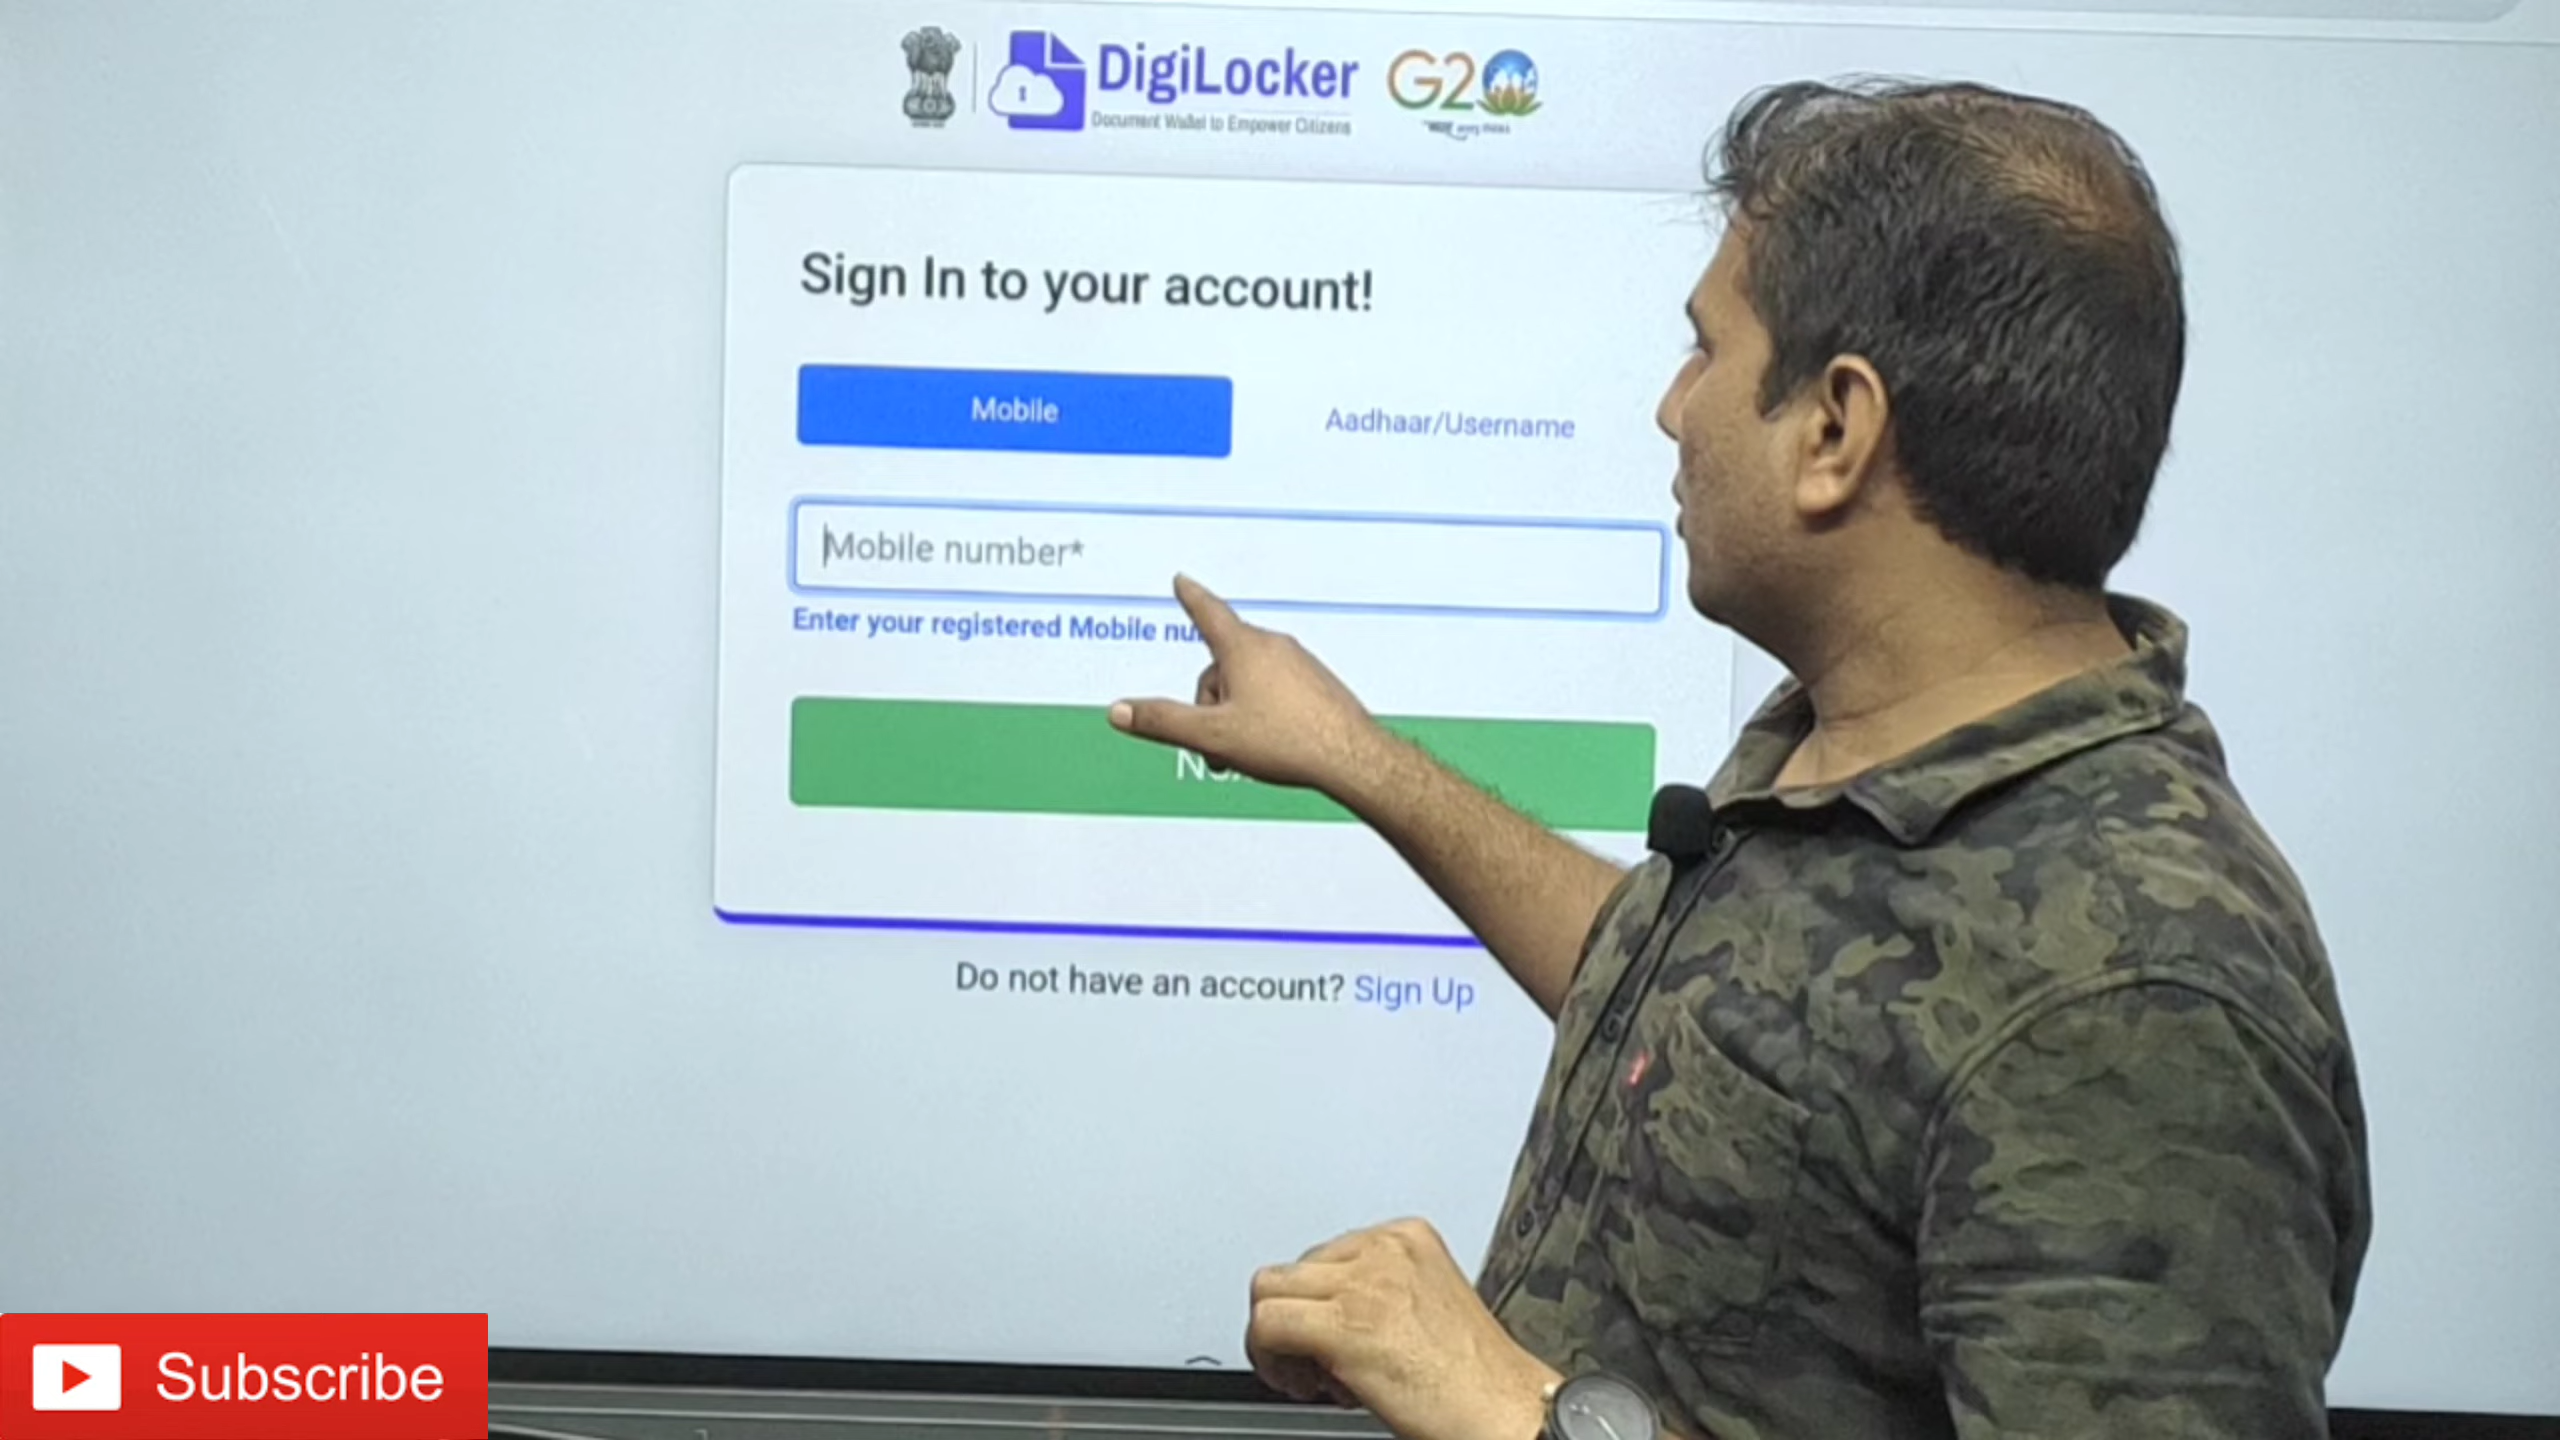 DigiLocker
Document Wallet to Empower Citizens
G20
Sign In to your account!
Mobile
Aadhaar/Username
Mobile number*
Enter your registered Mobile
Do not have an account? Sign Up
Subscribe